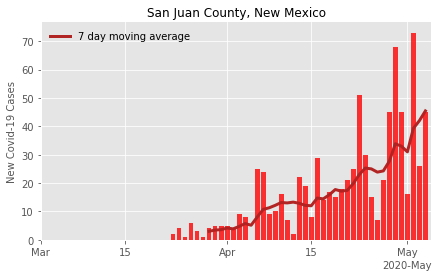 San Juan County, New Mexico
7 day moving average
New Covid-19 Cases
70
60
50
40
30
20
10
0
Mar
15
Apr
15
May
2020-May